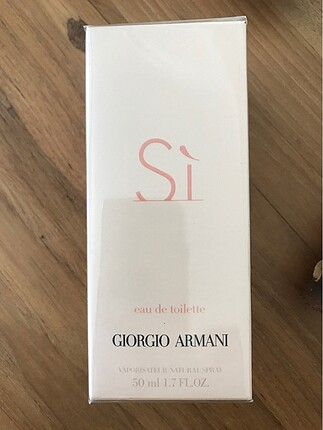 Sì
eau de toilette
GIORGIO ARMANI
VAPORISATEUR NATURAL SPRAY
50 ml 1.7 FL.OZ.